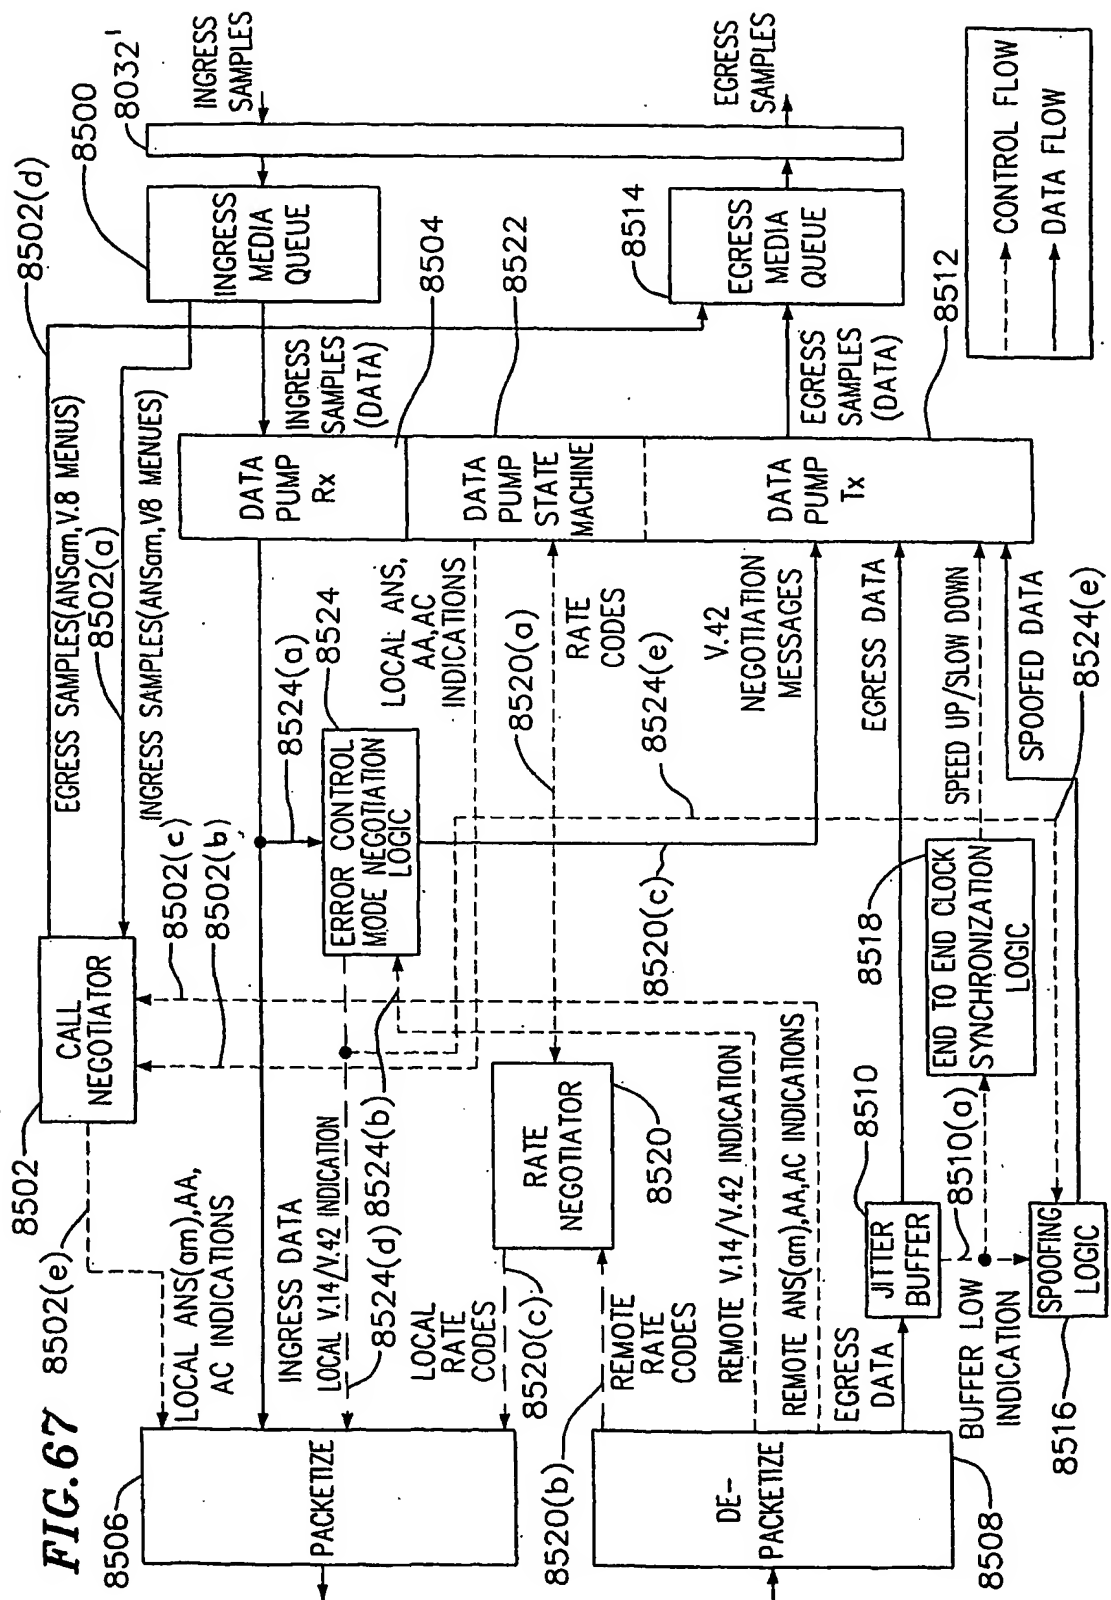 FIG.67
8502(e)
8502
8502(d)
8500
8032'
EGRESS SAMPLES(ANSam,V.8 MENUS)
8502(a)
INGRESS SAMPLES(ANSam,V8 MENUES)
CALL
NEGOTIATOR
8502(c)
8502(b)
INGRESS
MEDIA
QUEUE
INGRESS
SAMPLES
8506
LOCAL ANS(am),AA,
AC INDICATIONS
INGRESS DATA
LOCAL V.14/V.42 INDICATION
8524(d)
8524(b)
8524(a)
8524
ERROR CONTROL
MODE NEGOTIATION
LOGIC
LOCAL ANS,
AA,AC
INDICATIONS
DATA
PUMP
Rx
INGRESS
SAMPLES
(DATA)
8504
8522
PACKETIZE
LOCAL
RATE
CODES
8520(c)
RATE
NEGOTIATOR
8520
8520(a)
RATE
CODES
DATA
PUMP
STATE
MACHINE
8520(b)
REMOTE
RATE
CODES
8520(c)
8524(e)
V.42
NEGOTIATION
MESSAGES
DATA
PUMP
Tx
EGRESS
SAMPLES
(DATA)
8514
EGRESS
MEDIA
QUEUE
EGRESS
SAMPLES
DE-
PACKETIZE
REMOTE V.14/V.42 INDICATION
REMOTE ANS(am),AA,AC INDICATIONS
EGRESS
DATA
8510
JITTER
BUFFER
EGRESS DATA
8518
END TO END CLOCK
SYNCHRONIZATION
LOGIC
SPEED UP/SLOW DOWN
8512
8508
BUFFER LOW
INDICATION
8510(a)
SPOOFING
LOGIC
8516
SPOOFED DATA
8524(e)
CONTROL FLOW
DATA FLOW